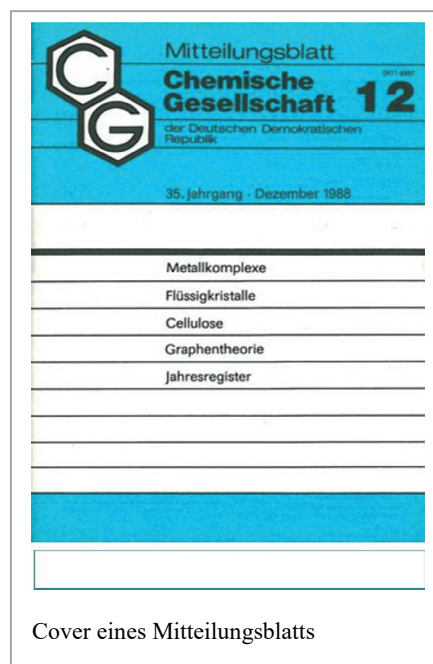 C
G
Mitteilungsblatt
Chemische
Gesellschaft 12
der Deutschen Demokratischen
Republik
35. Jahrgang · Dezember 1988
Metallkomplexe
Flüssigkristalle
Cellulose
Graphentheorie
Jahresregister
Cover eines Mitteilungsblatts